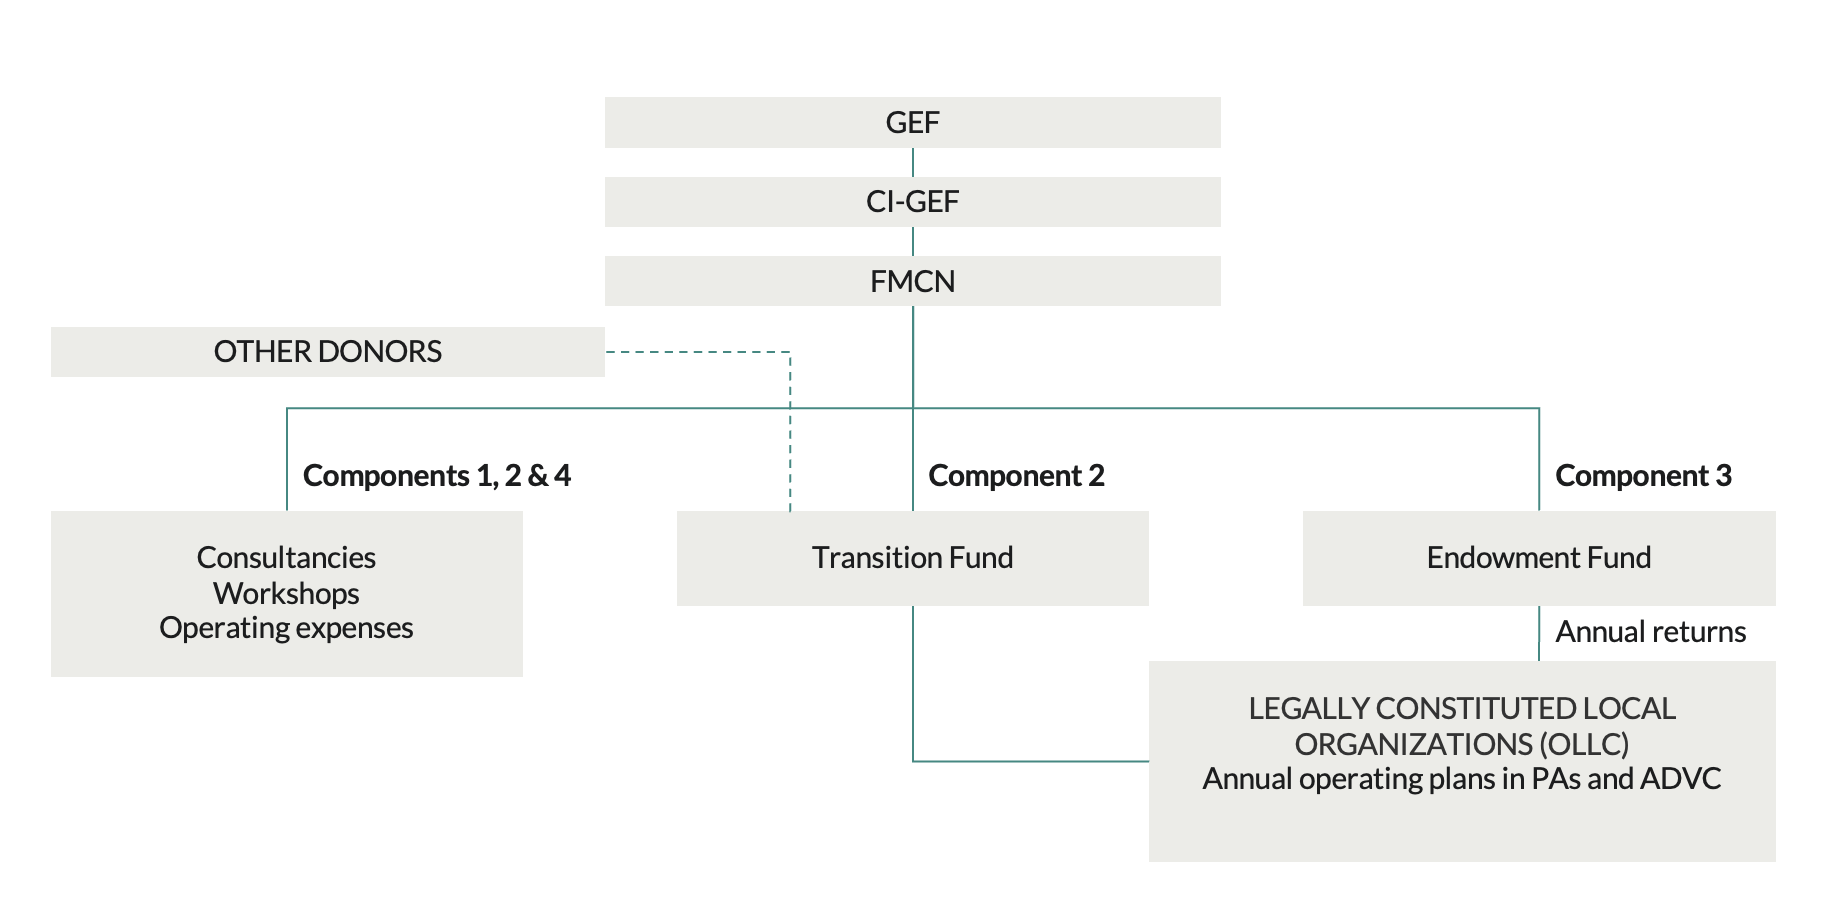 GEF
CI-GEF
FMCN
OTHER DONORS
Components 1, 2 & 4
Component 2
Component 3
Consultancies
Workshops
Operating expenses
Transition Fund
Endowment Fund
Annual returns
LEGALLY CONSTITUTED LOCAL
ORGANIZATIONS (OLLC)
Annual operating plans in PAs and ADVC